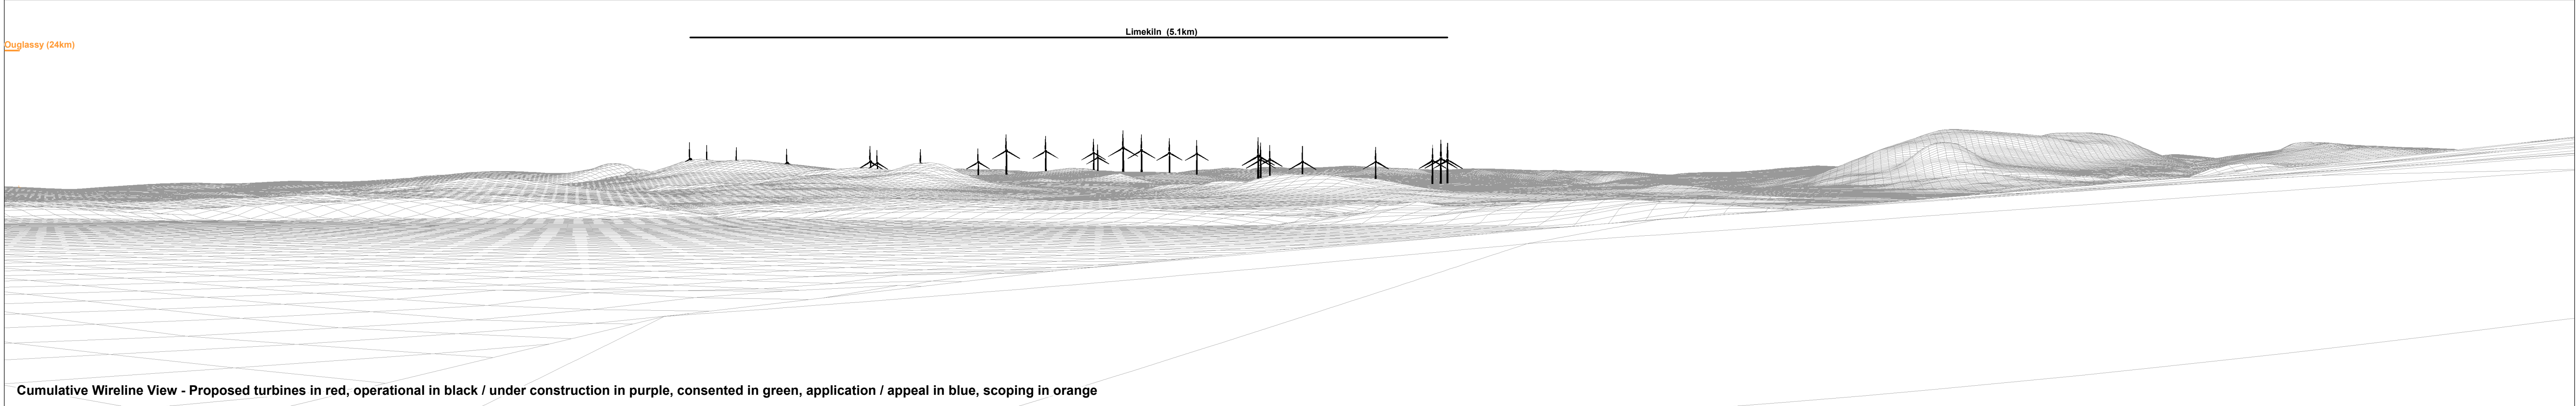 Limekiln (5.1km)
Ouglassy (24km)
Cumulative Wireline View - Proposed turbines in red, operational in black / under construction in purple, consented in green, application / appeal in blue, scoping in orange